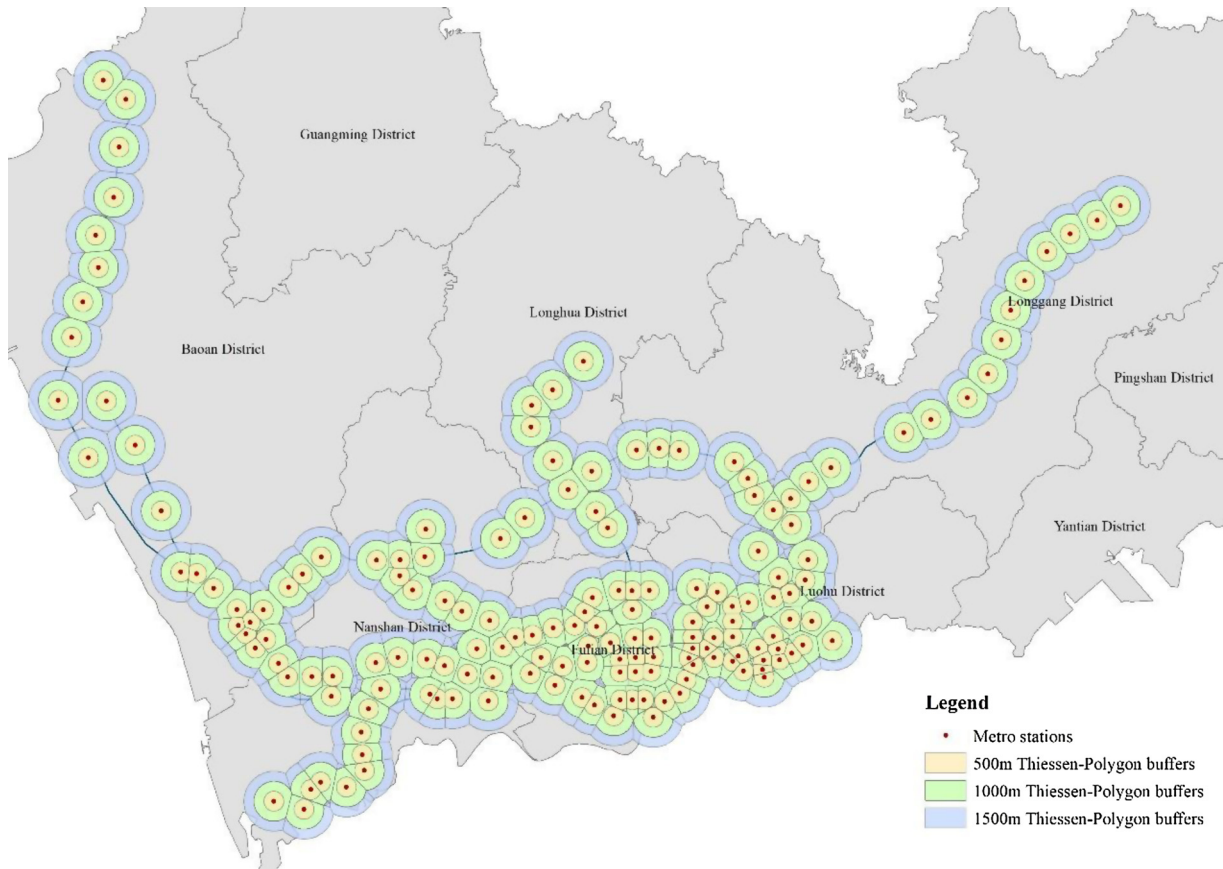 Guangming District
Longhua District
Baoan District
Longgang District
Pingshan District
Yantian District
Luohu District
Nanshan District
Futian District
Legend
Metro stations
500m Thiessen-Polygon buffers
1000m Thiessen-Polygon buffers
1500m Thiessen-Polygon buffers